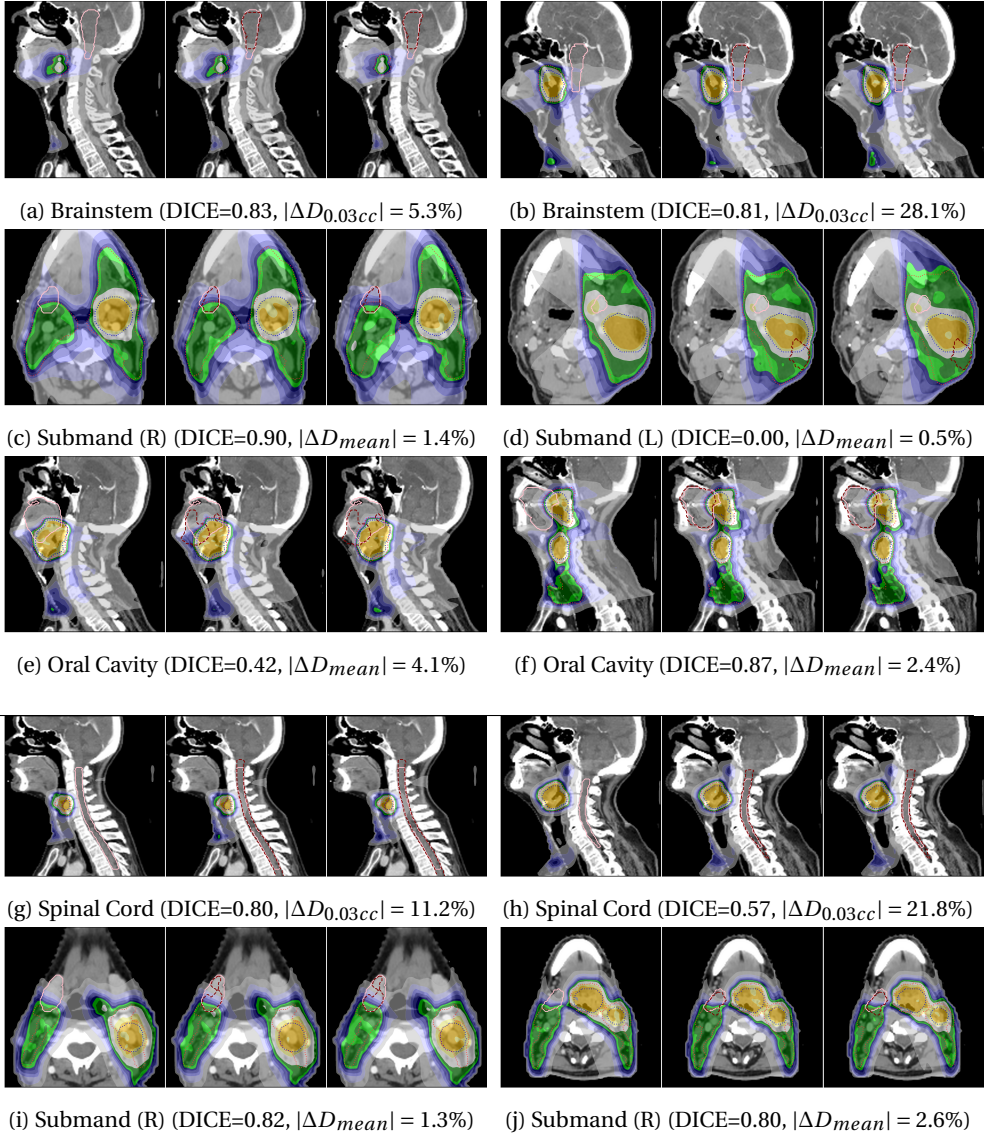 (a) Brainstem (DICE=0.83, |ΔD0.03cc| = 5.3%)
(b) Brainstem (DICE=0.81, |ΔD0.03cc| = 28.1%)
(c) Submand (R) (DICE=0.90, |ΔDmean| = 1.4%)
(d) Submand (L) (DICE=0.00, |ΔDmean| = 0.5%)
(e) Oral Cavity (DICE=0.42, |ΔDmean| = 4.1%)
(f) Oral Cavity (DICE=0.87, |ΔDmean| = 2.4%)
(g) Spinal Cord (DICE=0.80, |ΔD0.03cc| = 11.2%)
(h) Spinal Cord (DICE=0.57, |ΔD0.03cc| = 21.8%)
(i) Submand (R) (DICE=0.82, |ΔDmean| = 1.3%)
(j) Submand (R) (DICE=0.80, |ΔDmean| = 2.6%)